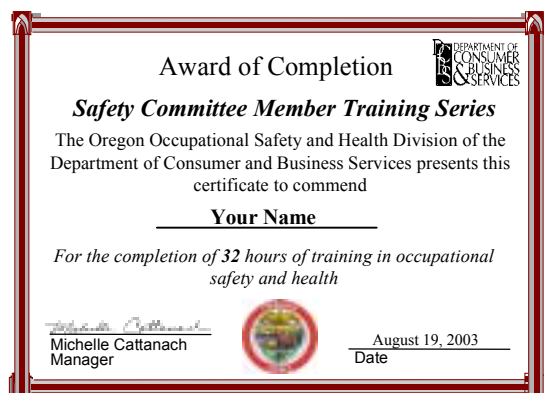 Award of Completion
DEPARTMENT OF
CONSUMER
& BUSINESS
SERVICES
Safety Committee Member Training Series
The Oregon Occupational Safety and Health Division of the
Department of Consumer and Business Services presents this
certificate to commend
Your Name
For the completion of 32 hours of training in occupational
safety and health
Michelle Cattanach
Michelle Cattanach
Manager
August 19, 2003
Date